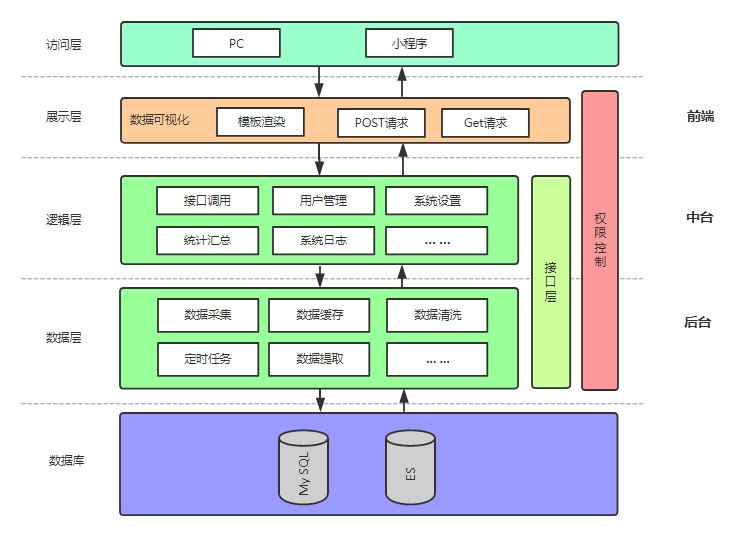 访问层
PC
小程序
展示层
数据可视化
模板渲染
POST请求
Get请求
前端
逻辑层
接口调用
用户管理
系统设置
统计汇总
系统日志
... ...
中台
接口层
权限控制
数据层
数据采集
数据缓存
数据清洗
定时任务
数据提取
... ...
后台
数据库
My SQL
ES